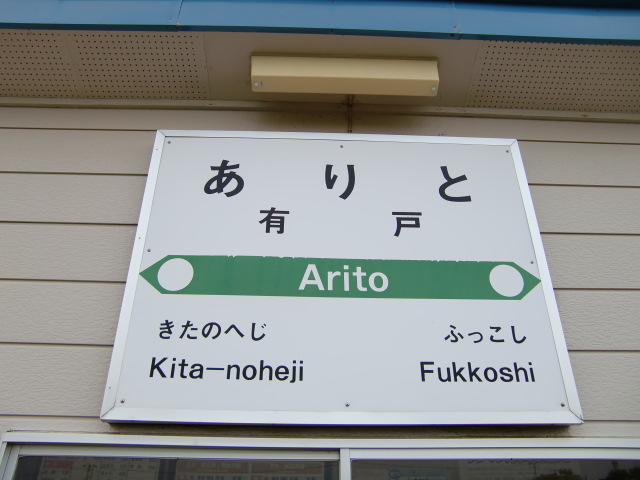 ありと
有戸
Arito
きたのへじ ふっこし
Kita-noheji Fukkoshi